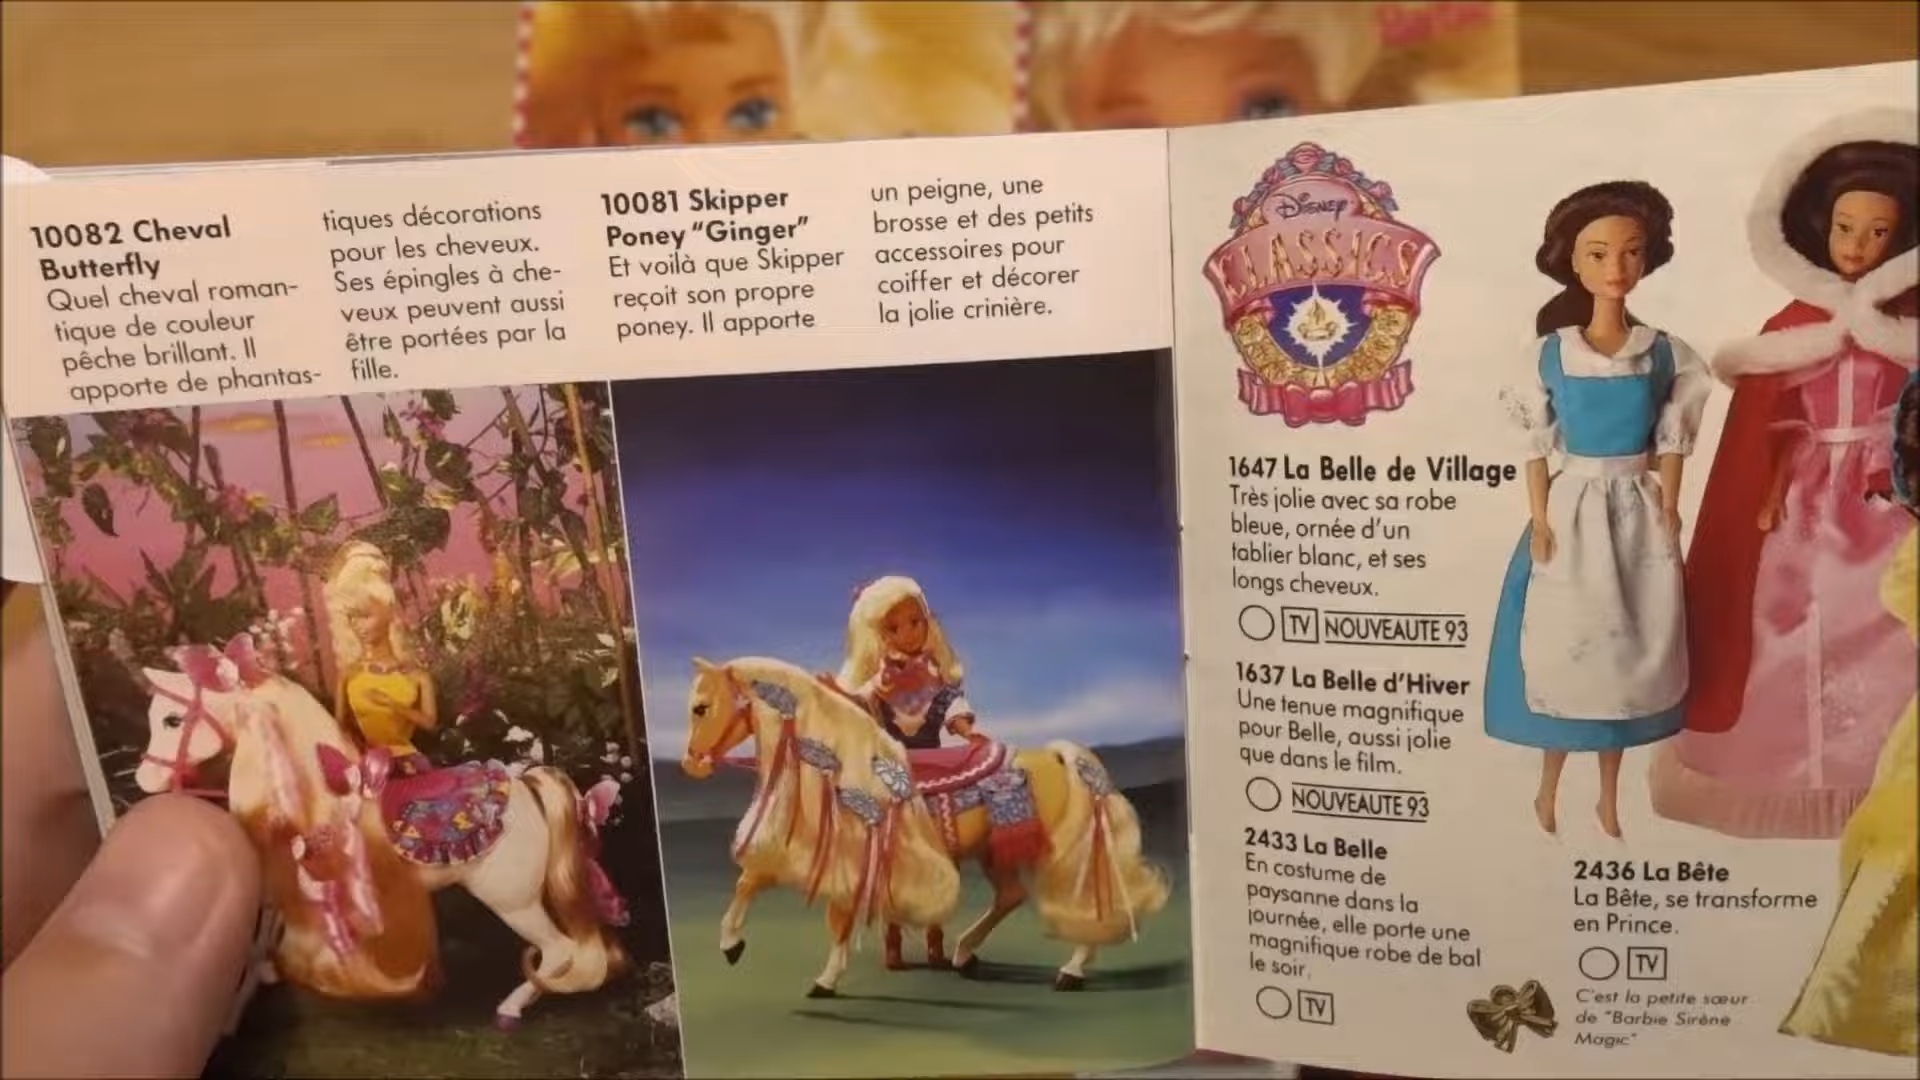 Barbie
10082 Cheval
Butterfly
Quel cheval roman-
tique de couleur
pêche brillant. Il
apporte de phantas-
tiques décorations
pour les cheveux.
Ses épingles à che-
veux peuvent aussi
être portées par la
fille.
10081 Skipper
Poney "Ginger"
Et voilà que Skipper
reçoit son propre
poney. Il apporte
un peigne, une
brosse et des petits
accessoires pour
coiffer et décorer
la jolie crinière.
DISNEY
CLASSICS
1647 La Belle de Village
Très jolie avec sa robe
bleue, ornée d'un
tablier blanc, et ses
longs cheveux.
TV NOUVEAUTE 93
1637 La Belle d'Hiver
Une tenue magnifique
pour Belle, aussi jolie
que dans le film.
NOUVEAUTE 93
2433 La Belle
En costume de
paysanne dans la
journée, elle porte une
magnifique robe de bal
le soir.
TV
2436 La Bête
La Bête, se transforme
en Prince.
TV
C'est la petite sœur
de "Barbie Sirène
Magic"